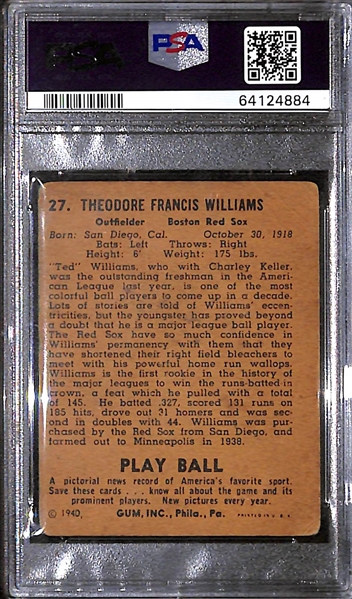 PSA
64124884
27. THEODORE FRANCIS WILLIAMS
Outfielder Boston Red Sox
Born: San Diego, Cal. October 30, 1918
Bats: Left Throws: Right
Height: 6' Weight: 175 lbs.
"Ted" Williams, who with Charley Keller,
was the outstanding freshman in the Ameri-
can League last year, is one of the most
colorful ball players to come up in a decade.
Lots of stories are told of Williams' eccen-
tricities, but the youngster has proved beyond
a doubt that he is a major league ball player.
The Red Sox have so much confidence in
Williams' permanency with them that they
have shortened their right field bleachers to
meet with his powerful home run wallops.
Williams is the first rookie in the history of
the major leagues to win the runs-batted-in
crown, a feat which he pulled with a total
of 145. He batted .327, scored 131 runs on
185 hits, drove out 31 homers and was sec-
ond in doubles with 44. Williams was pur-
chased by the Red Sox from San Diego, and
farmed out to Minneapolis in 1938.
PLAY BALL
A pictorial news record of America's favorite sport.
Save these cards . . . know all about the game and its
prominent players. New pictures every year.
© 1940, GUM, INC., Phila., Pa. PRINTED IN U. S. A.